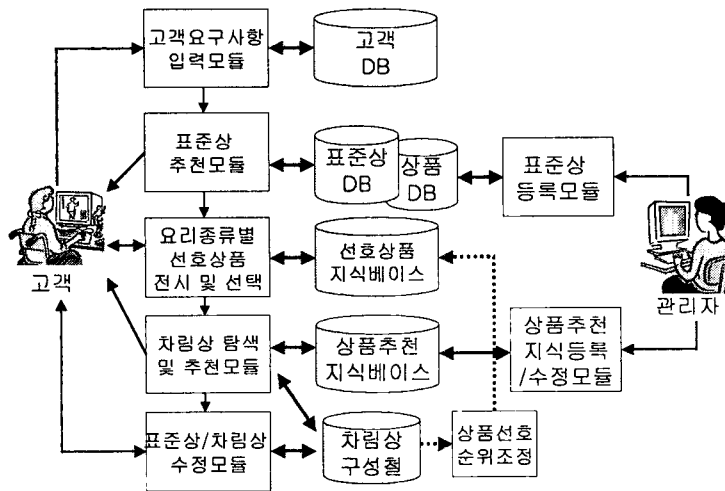 고객요구사항
입력모듈
고객
DB
표준상
추천모듈
표준상
DB
상품
DB
표준상
등록모듈
고객
요리종류별
선호상품
전시 및 선택
선호상품
지식베이스
관리자
차림상 탐색
및 추천모듈
상품추천
지식베이스
상품추천
지식등록
/수정모듈
표준상/차림상
수정모듈
차림상
구성철
상품선호
순위조정